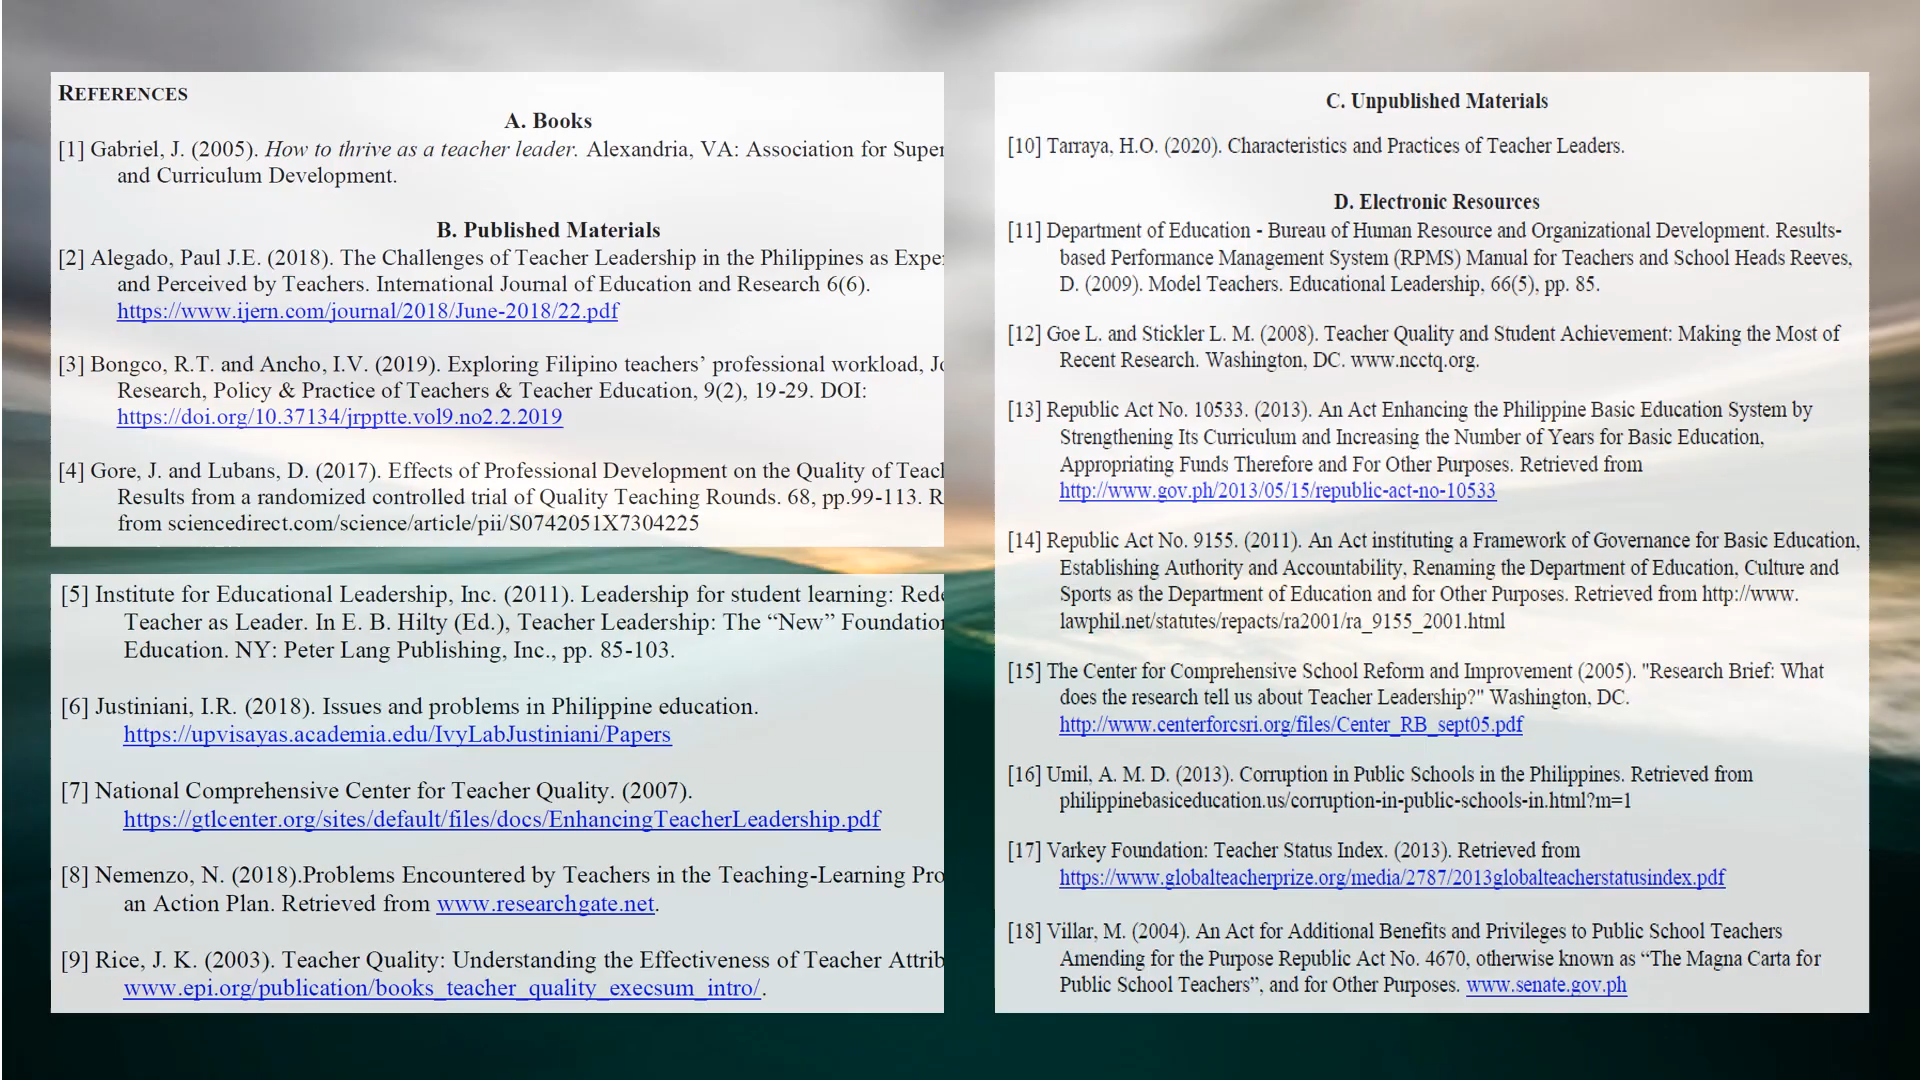 REFERENCES
A. Books
[1] Gabriel, J. (2005). How to thrive as a teacher leader. Alexandria, VA: Association for
and Curriculum Development.
B. Published Materials
[2] Alegado, Paul J.E. (2018). The Challenges of Teacher Leadership in the Philippines as
and Perceived by Teachers. International Journal of Education and Research 6(6).
https://www.ijern.com/journal/2018/June-2018/22.pdf
[3] Bongco, R.T. and Ancho, I.V. (2019). Exploring Filipino teachers’ professional workload,
Research, Policy & Practice of Teachers & Teacher Education, 9(2), 19-29. DOI:
https://doi.org/10.37134/jrpptte.vol9.no2.2.2019
[4] Gore, J. and Lubans, D. (2017). Effects of Professional Development on the Quality of
Results from a randomized controlled trial of Quality Teaching Rounds. 68, pp.99-113.
from sciencedirect.com/science/article/pii/S0742051X7304225
[5] Institute for Educational Leadership, Inc. (2011). Leadership for student learning:
Teacher as Leader. In E. B. Hilty (Ed.), Teacher Leadership: The “New”
Education. NY: Peter Lang Publishing, Inc., pp. 85-103.
[6] Justiniani, I.R. (2018). Issues and problems in Philippine education.
https://upvisayas.academia.edu/IvyLabJustiniani/Papers
[7] National Comprehensive Center for Teacher Quality. (2007).
https://gtlcenter.org/sites/default/files/docs/EnhancingTeacherLeadership.pdf
[8] Nemenzo, N. (2018).Problems Encountered by Teachers in the Teaching-Learning
an Action Plan. Retrieved from www.researchgate.net.
[9] Rice, J. K. (2003). Teacher Quality: Understanding the Effectiveness of Teacher
www.epi.org/publication/books_teacher_quality_execsum_intro/.
C. Unpublished Materials
[10] Tarraya, H.O. (2020). Characteristics and Practices of Teacher Leaders.
D. Electronic Resources
[11] Department of Education - Bureau of Human Resource and Organizational Development. Results-
based Performance Management System (RPMS) Manual for Teachers and School Heads Reeves,
D. (2009). Model Teachers. Educational Leadership, 66(5), pp. 85.
[12] Goe L. and Stickler L. M. (2008). Teacher Quality and Student Achievement: Making the Most of
Recent Research. Washington, DC. www.ncctq.org.
[13] Republic Act No. 10533. (2013). An Act Enhancing the Philippine Basic Education System by
Strengthening Its Curriculum and Increasing the Number of Years for Basic Education,
Appropriating Funds Therefore and For Other Purposes. Retrieved from
http://www.gov.ph/2013/05/15/republic-act-no-10533
[14] Republic Act No. 9155. (2011). An Act instituting a Framework of Governance for Basic Education,
Establishing Authority and Accountability, Renaming the Department of Education, Culture and
Sports as the Department of Education and for Other Purposes. Retrieved from http://www.
lawphil.net/statutes/repacts/ra2001/ra_9155_2001.html
[15] The Center for Comprehensive School Reform and Improvement (2005). "Research Brief: What
does the research tell us about Teacher Leadership?" Washington, DC.
http://www.centerforcsri.org/files/Center_RB_sept05.pdf
[16] Umil, A. M. D. (2013). Corruption in Public Schools in the Philippines. Retrieved from
philippinebasiceducation.us/corruption-in-public-schools-in.html?m=1
[17] Varkey Foundation: Teacher Status Index. (2013). Retrieved from
https://www.globalteacherprize.org/media/2787/2013globalteacherstatusindex.pdf
[18] Villar, M. (2004). An Act for Additional Benefits and Privileges to Public School Teachers
Amending for the Purpose Republic Act No. 4670, otherwise known as “The Magna Carta for
Public School Teachers”, and for Other Purposes. www.senate.gov.ph